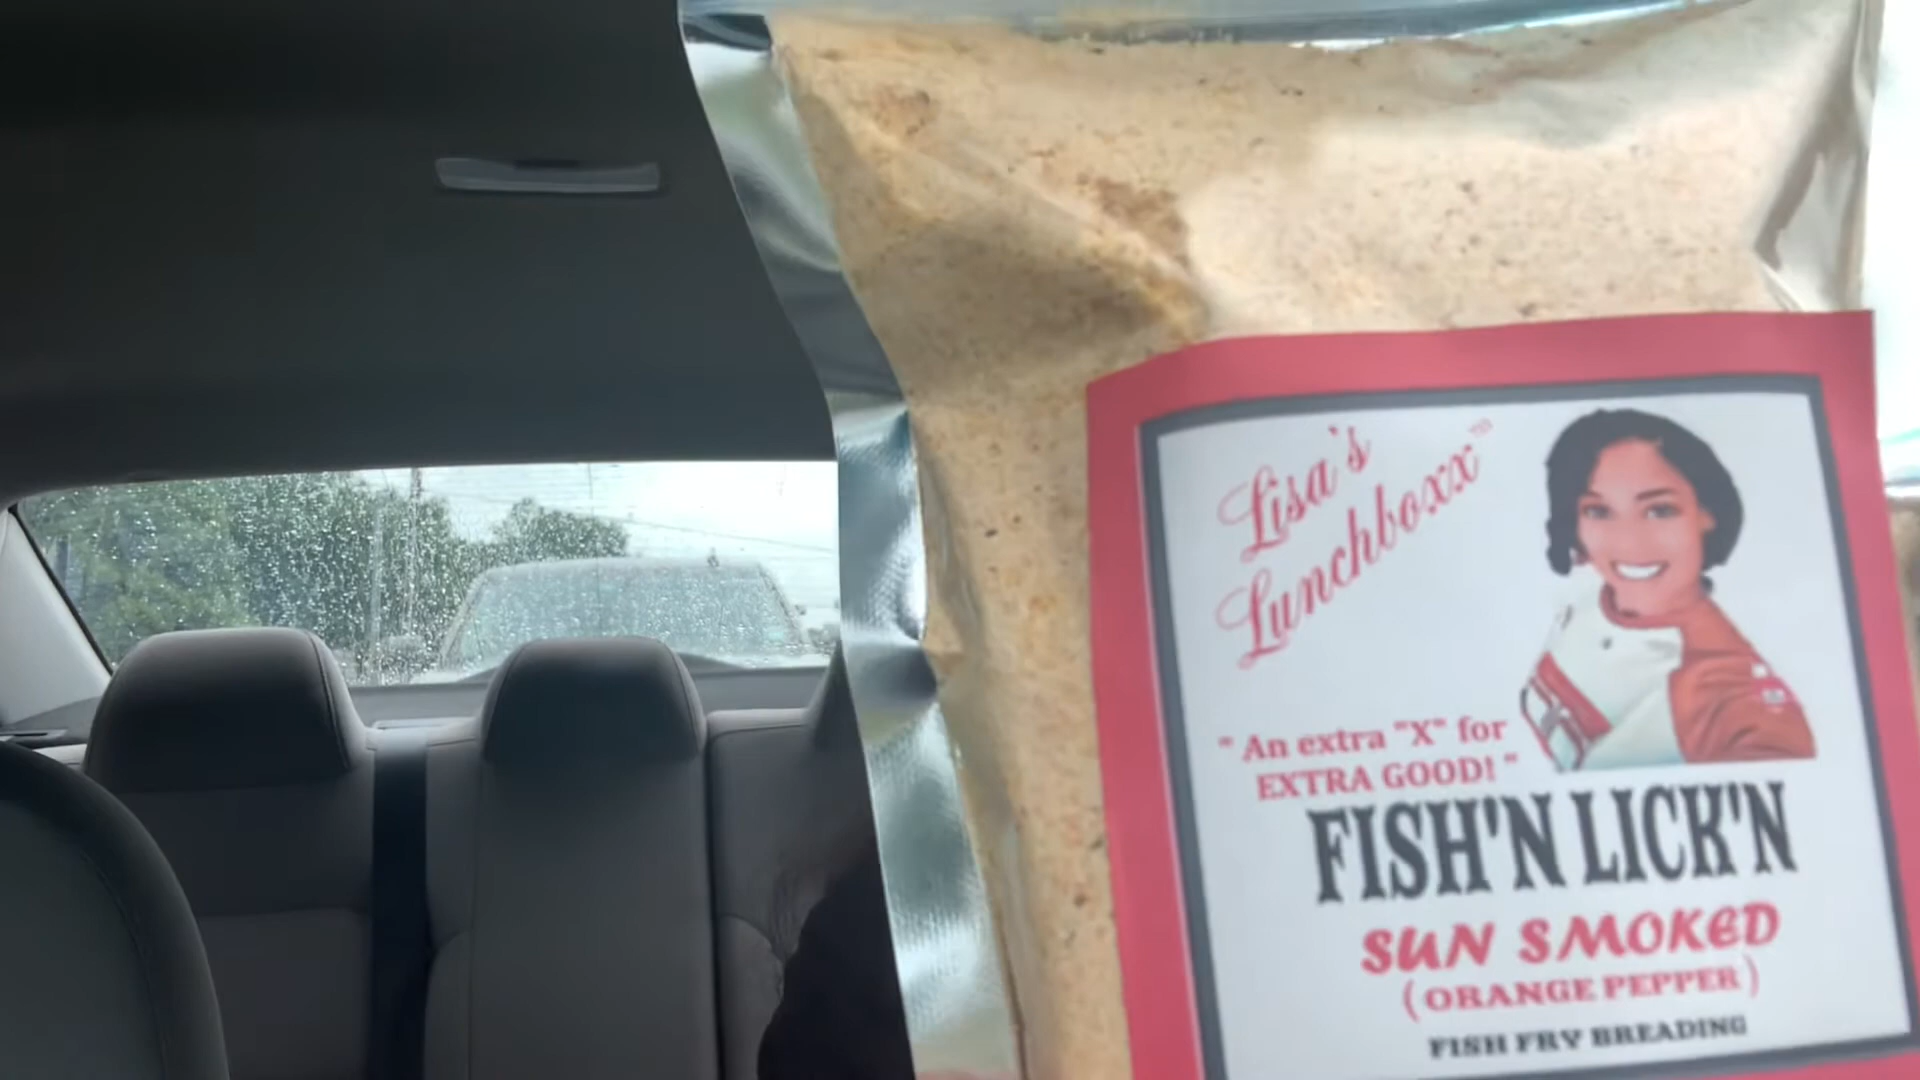 Lisa's
Lunchboxx™
" An extra "X" for
EXTRA GOOD! "
FISH'N LICK'N
SUN SMOKED
(ORANGE PEPPER)
FISH FRY BREADING